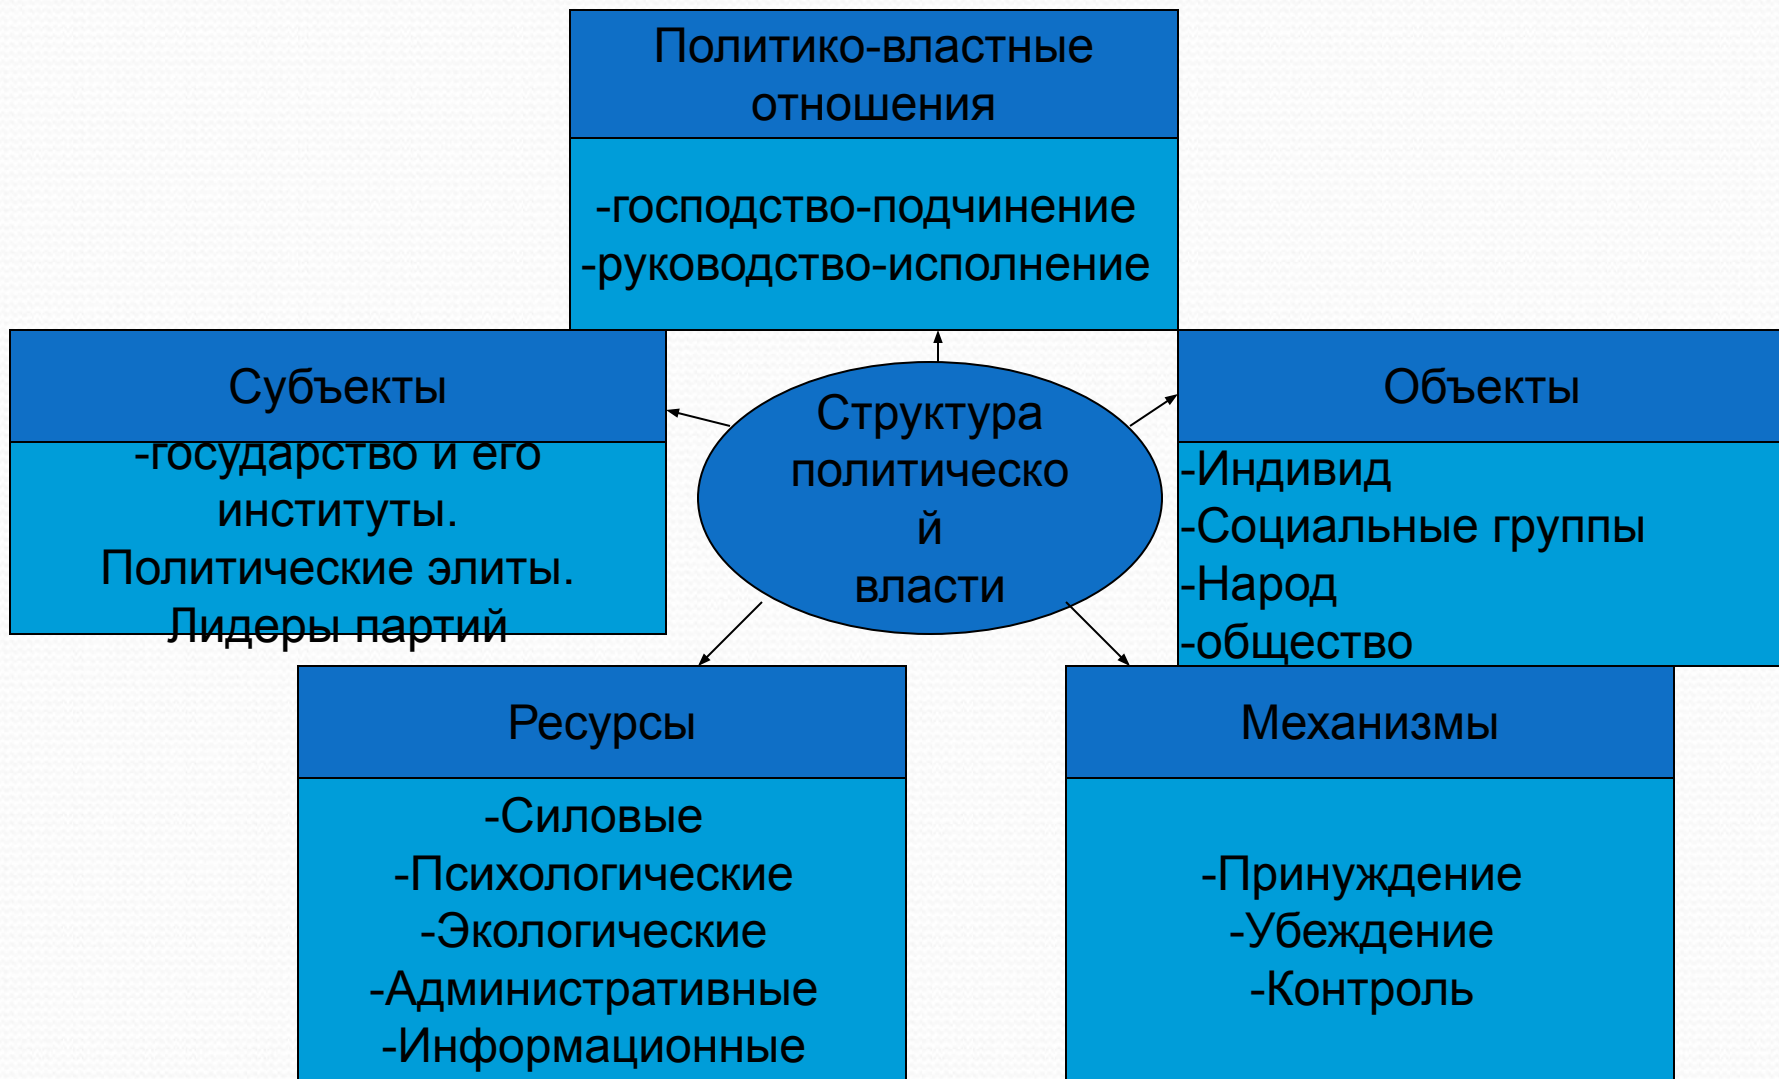 Политико-властные
отношения
-господство-подчинение
-руководство-исполнение
Субъекты
-государство и его
институты.
Политические элиты.
Лидеры партий
Структура
политическо
й
власти
Объекты
-Индивид
-Социальные группы
-Народ
-общество
Ресурсы
-Силовые
-Психологические
-Экологические
-Административные
-Информационные
Механизмы
-Принуждение
-Убеждение
-Контроль